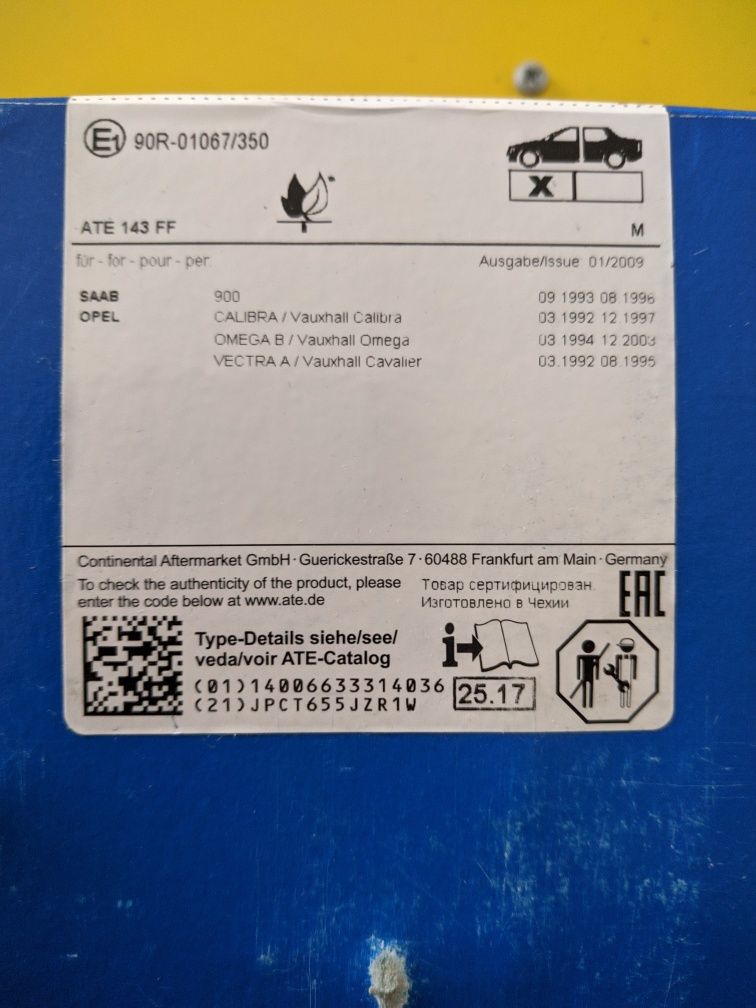 E1 90R-01067/350
X
ATE 143 FF M
für - for - pour - per: Ausgabe/Issue: 01/2009
SAAB 900 09.1993 08.1996
OPEL CALIBRA / Vauxhall Calibra 03.1992 12.1997
OMEGA B / Vauxhall Omega 03.1994 12.2003
VECTRA A / Vauxhall Cavalier 03.1992 08.1995
Continental Aftermarket GmbH · Guerickestraße 7 · 60488 Frankfurt am Main · Germany
To check the authenticity of the product, please
enter the code below at www.ate.de
Товар сертифицирован.
Изготовлено в Чехии
EAC
Type-Details siehe/see/
veda/voir ATE-Catalog
(01)14006633314036
(21)JPCT655JZR1W
i
25.17